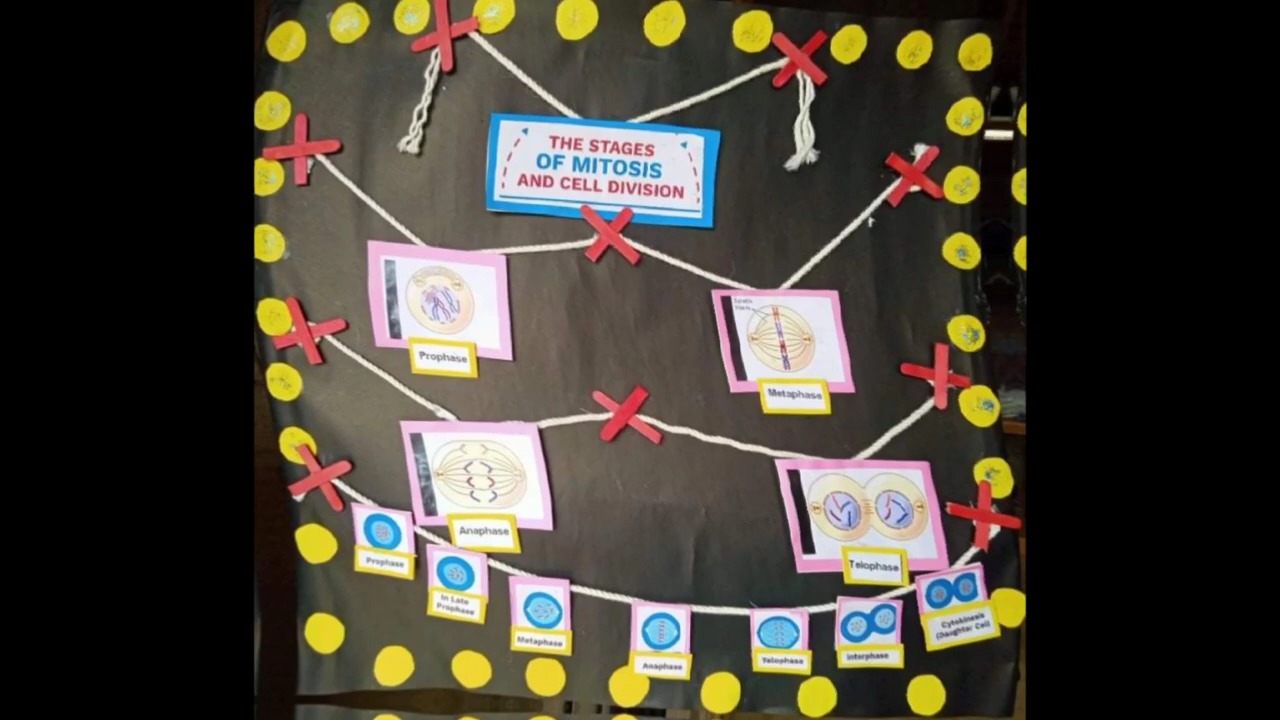 THE STAGES
OF MITOSIS
AND CELL DIVISION
Prophase
Metaphase
Anaphase
Telophase
Prophase
In Late
Prophase
Metaphase
Anaphase
Telophase
Interphase
Cytokinesis
(Daughter Cell